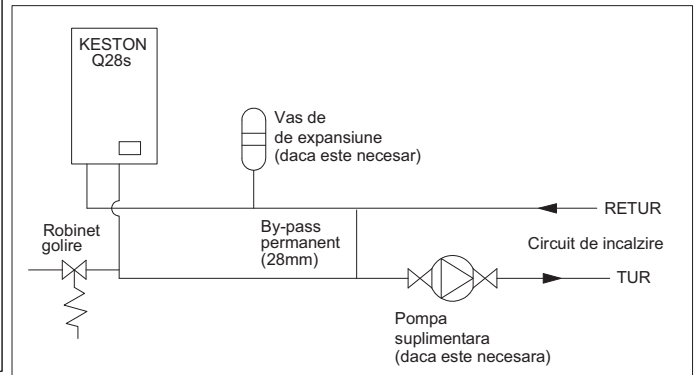 KESTON
Q28s
Vas de
de expansiune
(daca este necesar)
RETUR
Robinet
golire
By-pass
permanent
(28mm)
Circuit de incalzire
TUR
Pompa
suplimentara
(daca este necesara)